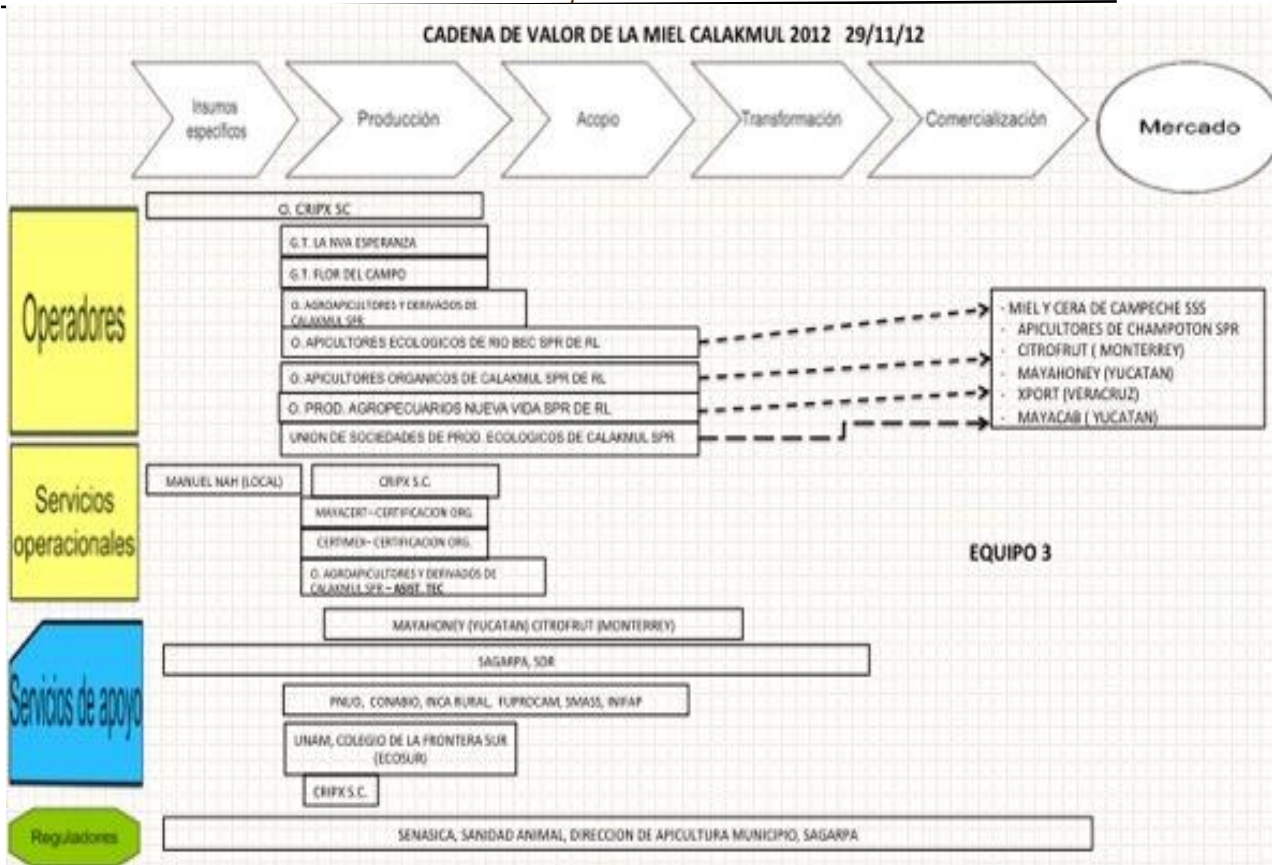 CADENA DE VALOR DE LA MIEL CALAKMUL 2012 29/11/12
Insumos
específicos
Producción
Acopio
Transformación
Comercialización
Mercado
Operadores
O. CRIPX SC
G.T. LA NVA ESPERANZA
G.T. FLOR DEL CAMPO
O. AGROAPICULTORES Y DERIVADOS DE
CALAKMUL SPR
O. APICULTORES ECOLOGICOS DE RIO BEC SPR DE RL
O. APICULTORES ORGANICOS DE CALAKMUL SPR DE RL
O. PROD. AGROPECUARIOS NUEVA VIDA SPR DE RL
UNION DE SOCIEDADES DE PROD. ECOLOGICOS DE CALAKMUL SPR
- MIEL Y CERA DE CAMPECHE SSS
- APICULTORES DE CHAMPOTON SPR
- CITROFRUT ( MONTERREY)
- MAYAHONEY (YUCATAN)
- XPORT (VERACRUZ)
- MAYACAB ( YUCATAN)
Servicios
operacionales
MANUEL NAH (LOCAL)
CRIPX S.C.
MAYACERT–CERTIFICACION ORG.
CERTIMEX– CERTIFICACION ORG.
O. AGROAPICULTORES Y DERIVADOS DE
CALAKMUL SPR – ASIST. TEC
EQUIPO 3
Servicios de apoyo
MAYAHONEY (YUCATAN) CITROFRUT (MONTERREY)
SAGARPA, SDR
PNUD, CONABIO, INCA RURAL, FUPROCAM, SMASS, INIFAP
UNAM, COLEGIO DE LA FRONTERA SUR
(ECOSUR)
CRIPX S.C.
Reguladores
SENASICA, SANIDAD ANIMAL, DIRECCION DE APICULTURA MUNICIPIO, SAGARPA